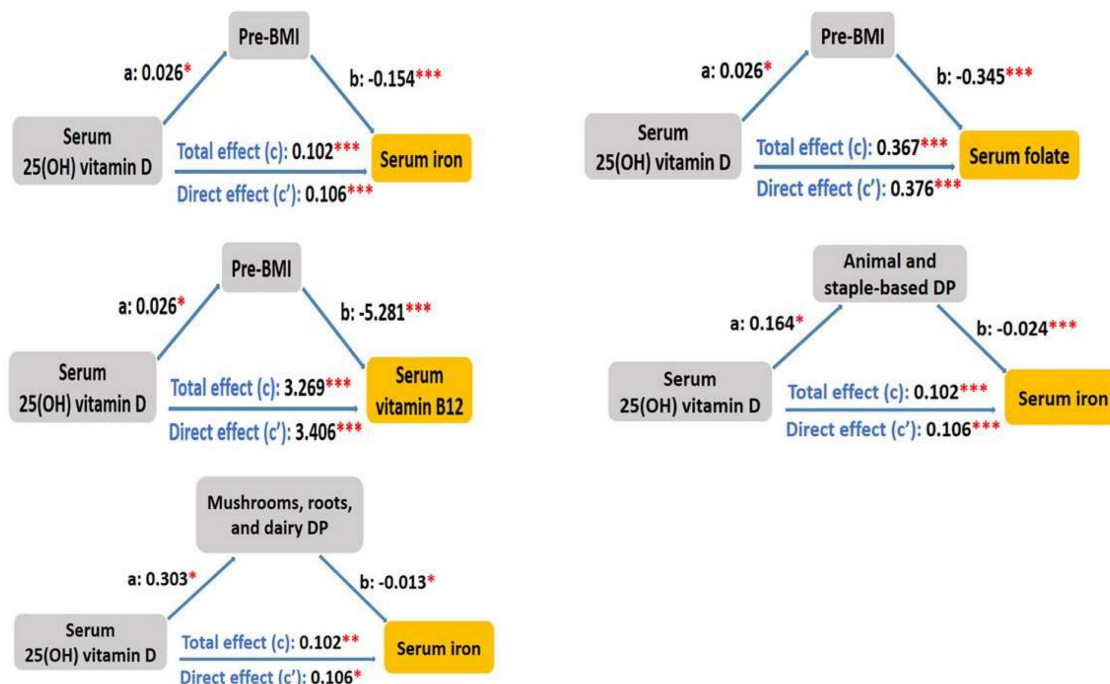 Pre-BMI
a: 0.026*
b: -0.154***
Serum
25(OH) vitamin D
Total effect (c): 0.102***
Direct effect (c’): 0.106***
Serum iron
Pre-BMI
a: 0.026*
b: -0.345***
Serum
25(OH) vitamin D
Total effect (c): 0.367***
Direct effect (c’): 0.376***
Serum folate
Pre-BMI
a: 0.026*
b: -5.281***
Serum
25(OH) vitamin D
Total effect (c): 3.269***
Direct effect (c’): 3.406***
Serum
vitamin B12
Animal and
staple-based DP
a: 0.164*
b: -0.024***
Serum
25(OH) vitamin D
Total effect (c): 0.102***
Direct effect (c’): 0.106***
Serum iron
Mushrooms, roots,
and dairy DP
a: 0.303*
b: -0.013*
Serum
25(OH) vitamin D
Total effect (c): 0.102**
Direct effect (c’): 0.106*
Serum iron